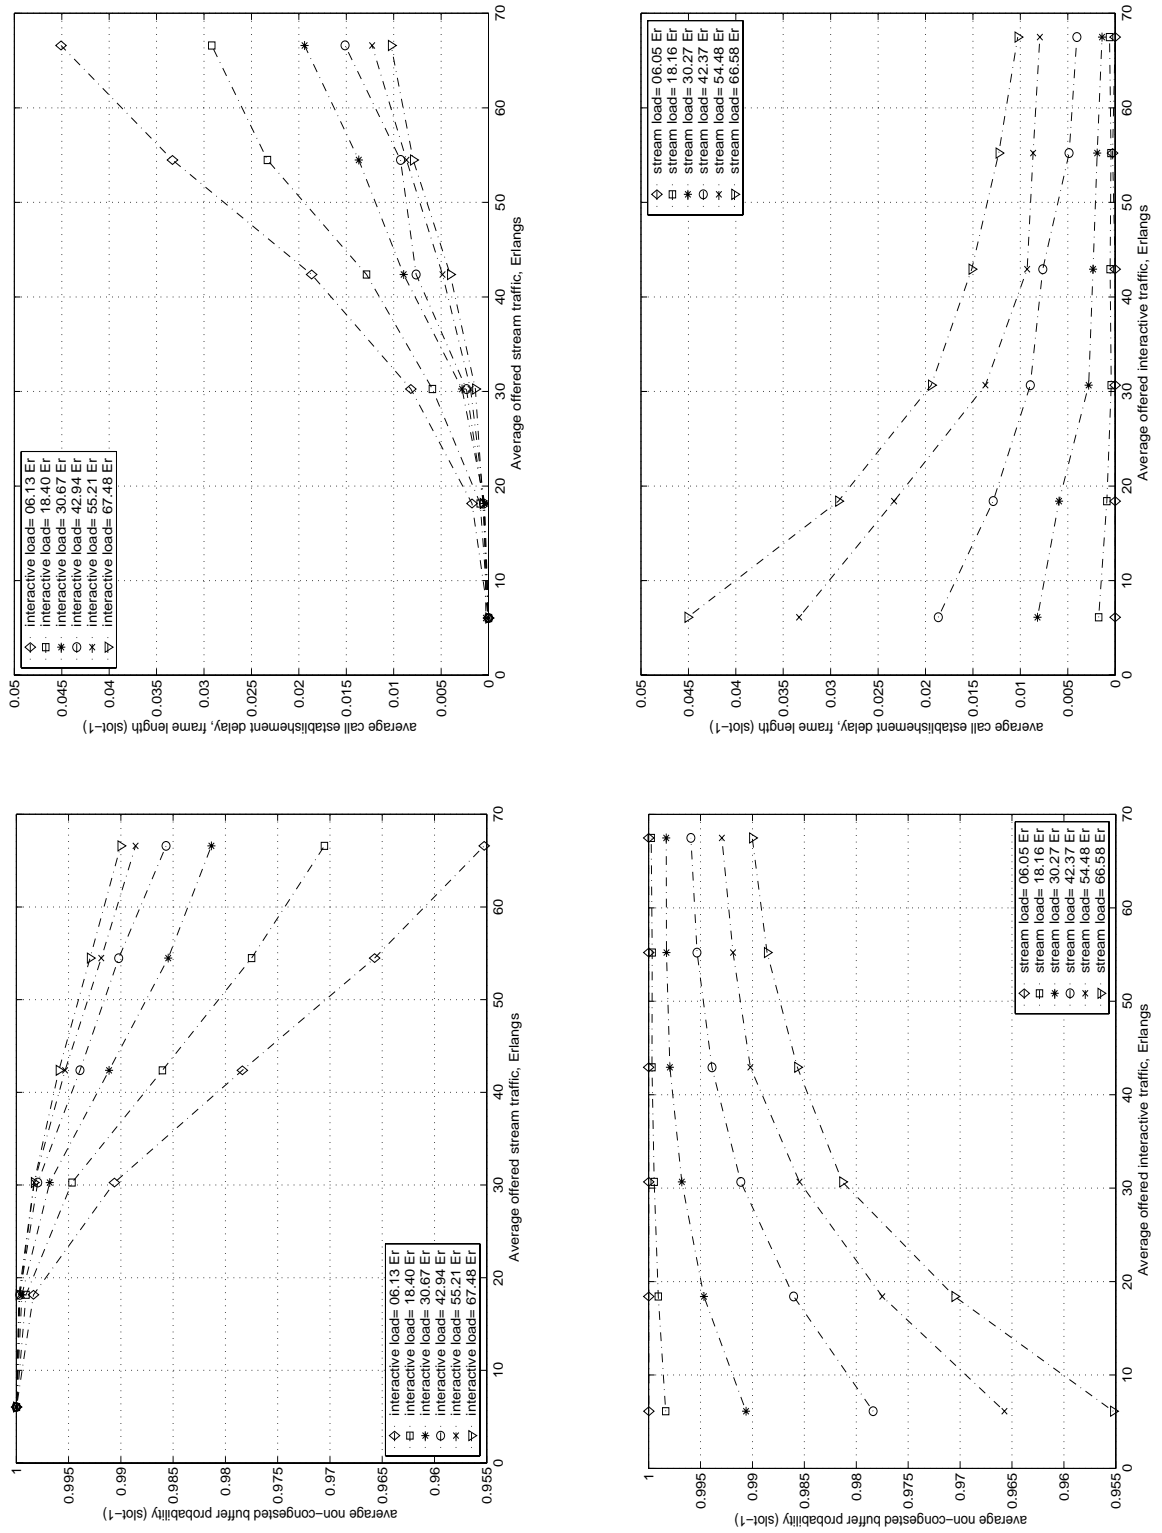 0.05
0.045
0.04
0.035
0.03
0.025
0.02
0.015
0.01
0.005
0
average call establishement delay, frame length (slot−1)
0
10
20
30
40
50
60
70
Average offered stream traffic, Erlangs
interactive load= 06.13 Er
interactive load= 18.40 Er
interactive load= 30.67 Er
interactive load= 42.94 Er
interactive load= 55.21 Er
interactive load= 67.48 Er
0.05
0.045
0.04
0.035
0.03
0.025
0.02
0.015
0.01
0.005
0
average call establishement delay, frame length (slot−1)
0
10
20
30
40
50
60
70
Average offered interactive traffic, Erlangs
stream load= 06.05 Er
stream load= 18.16 Er
stream load= 30.27 Er
stream load= 42.37 Er
stream load= 54.48 Er
stream load= 66.58 Er
1
0.995
0.99
0.985
0.98
0.975
0.97
0.965
0.96
0.955
average non−congested buffer probability (slot−1)
0
10
20
30
40
50
60
70
Average offered stream traffic, Erlangs
interactive load= 06.13 Er
interactive load= 18.40 Er
interactive load= 30.67 Er
interactive load= 42.94 Er
interactive load= 55.21 Er
interactive load= 67.48 Er
1
0.995
0.99
0.985
0.98
0.975
0.97
0.965
0.96
0.955
average non−congested buffer probability (slot−1)
0
10
20
30
40
50
60
70
Average offered interactive traffic, Erlangs
stream load= 06.05 Er
stream load= 18.16 Er
stream load= 30.27 Er
stream load= 42.37 Er
stream load= 54.48 Er
stream load= 66.58 Er